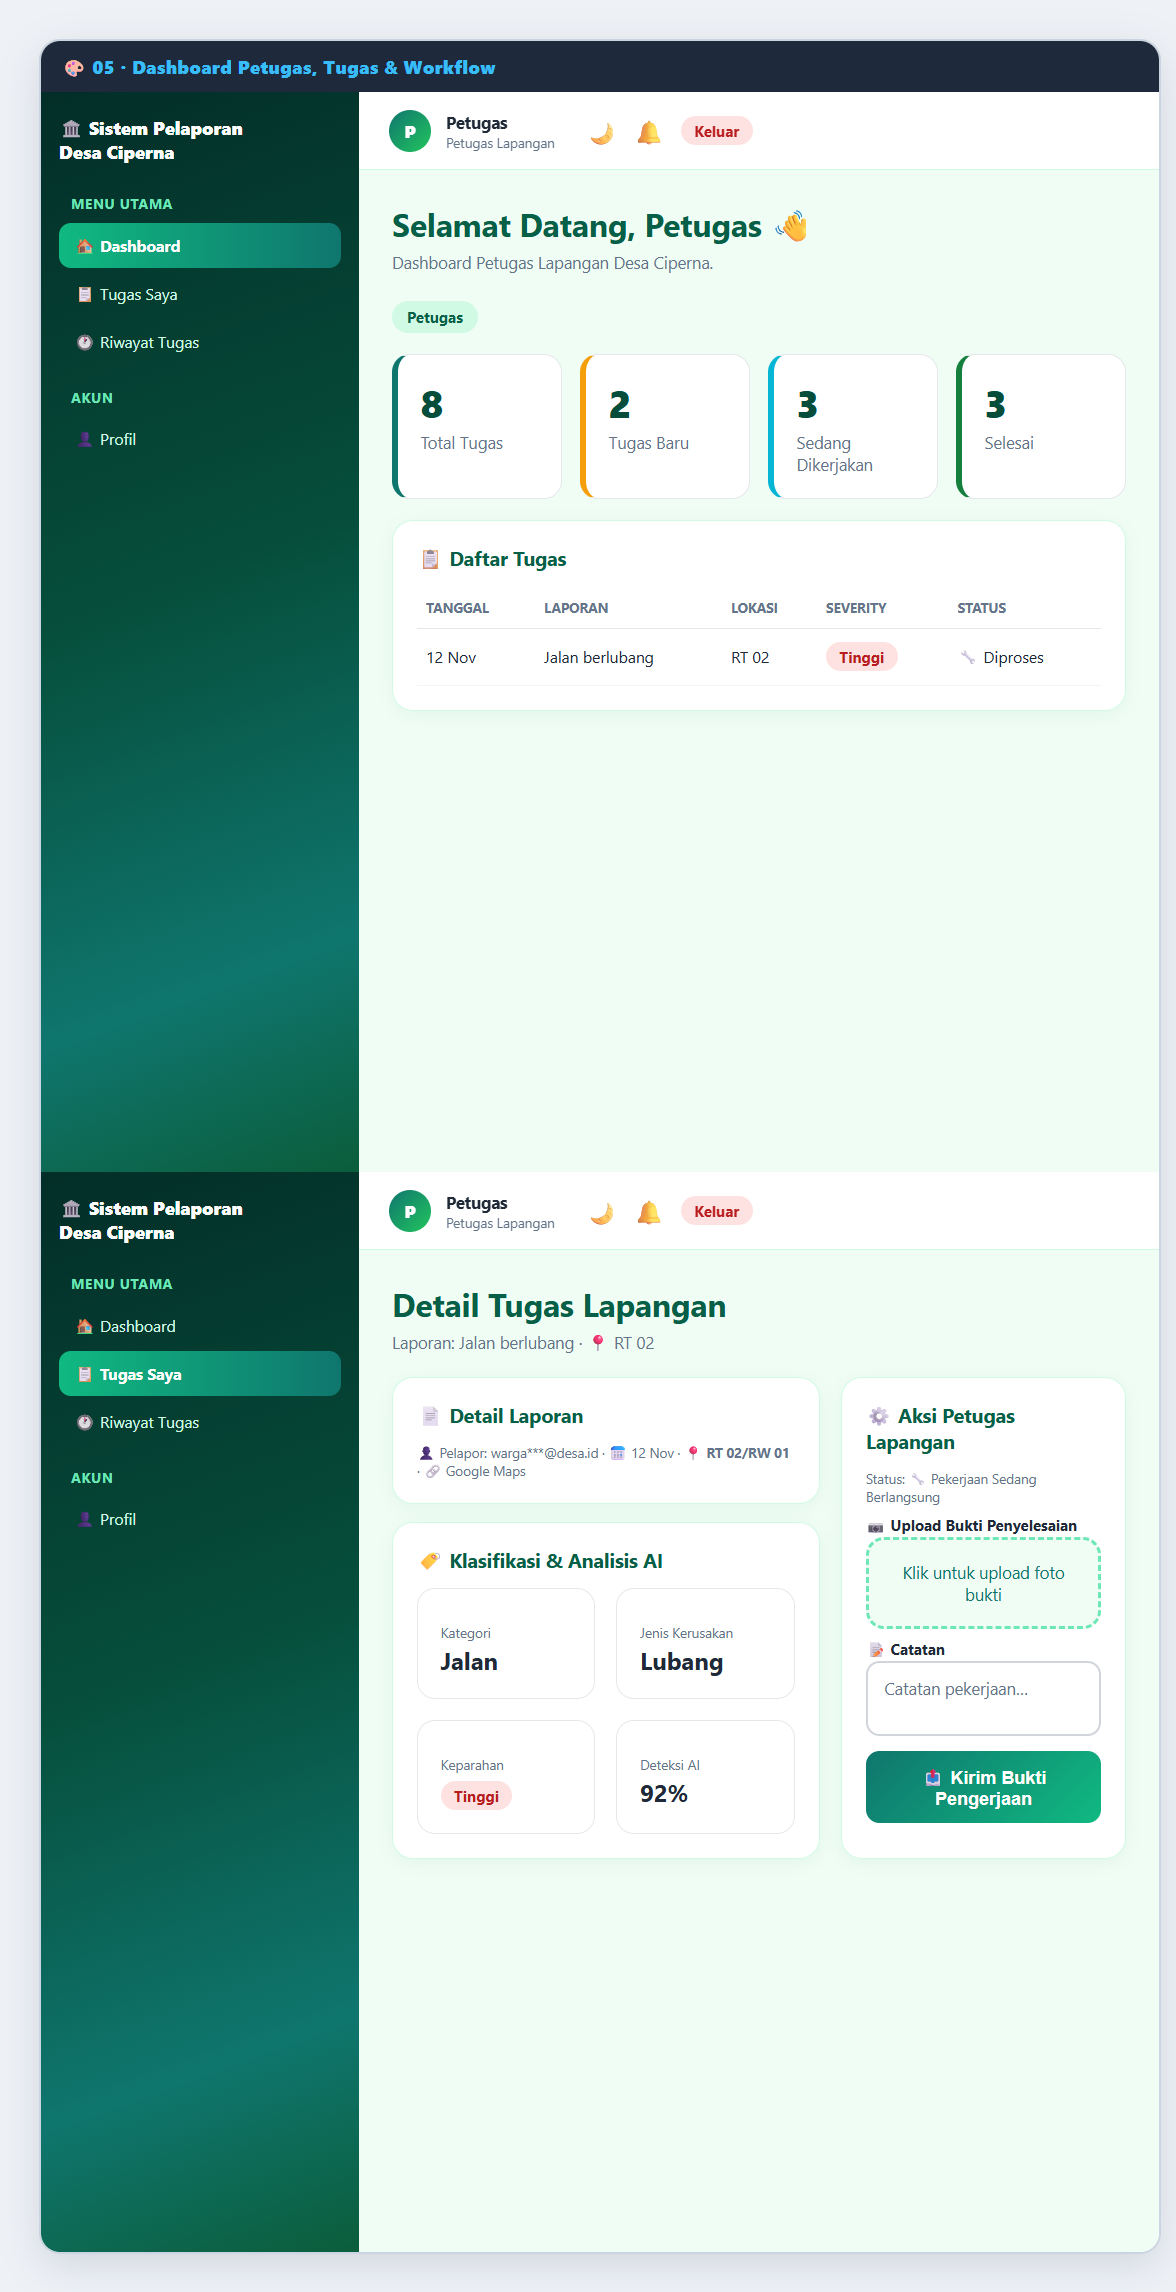 05 · Dashboard Petugas, Tugas & Workflow
Sistem Pelaporan
Desa Ciperna
MENU UTAMA
Dashboard
Tugas Saya
Riwayat Tugas
AKUN
Profil
P
Petugas
Petugas Lapangan
Keluar
Selamat Datang, Petugas
Dashboard Petugas Lapangan Desa Ciperna.
Petugas
8
Total Tugas
2
Tugas Baru
3
Sedang
Dikerjakan
3
Selesai
Daftar Tugas
TANGGAL LAPORAN LOKASI SEVERITY STATUS
12 Nov Jalan berlubang RT 02 Tinggi Diproses
Sistem Pelaporan
Desa Ciperna
MENU UTAMA
Dashboard
Tugas Saya
Riwayat Tugas
AKUN
Profil
P
Petugas
Petugas Lapangan
Keluar
Detail Tugas Lapangan
Laporan: Jalan berlubang · RT 02
Detail Laporan
Pelapor: warga***@desa.id · 12 Nov · RT 02/RW 01
· Google Maps
Klasifikasi & Analisis AI
Kategori
Jalan
Jenis Kerusakan
Lubang
Keparahan
Tinggi
Deteksi AI
92%
Aksi Petugas
Lapangan
Status: Pekerjaan Sedang
Berlangsung
Upload Bukti Penyelesaian
Klik untuk upload foto
bukti
Catatan
Catatan pekerjaan...
Kirim Bukti
Pengerjaan